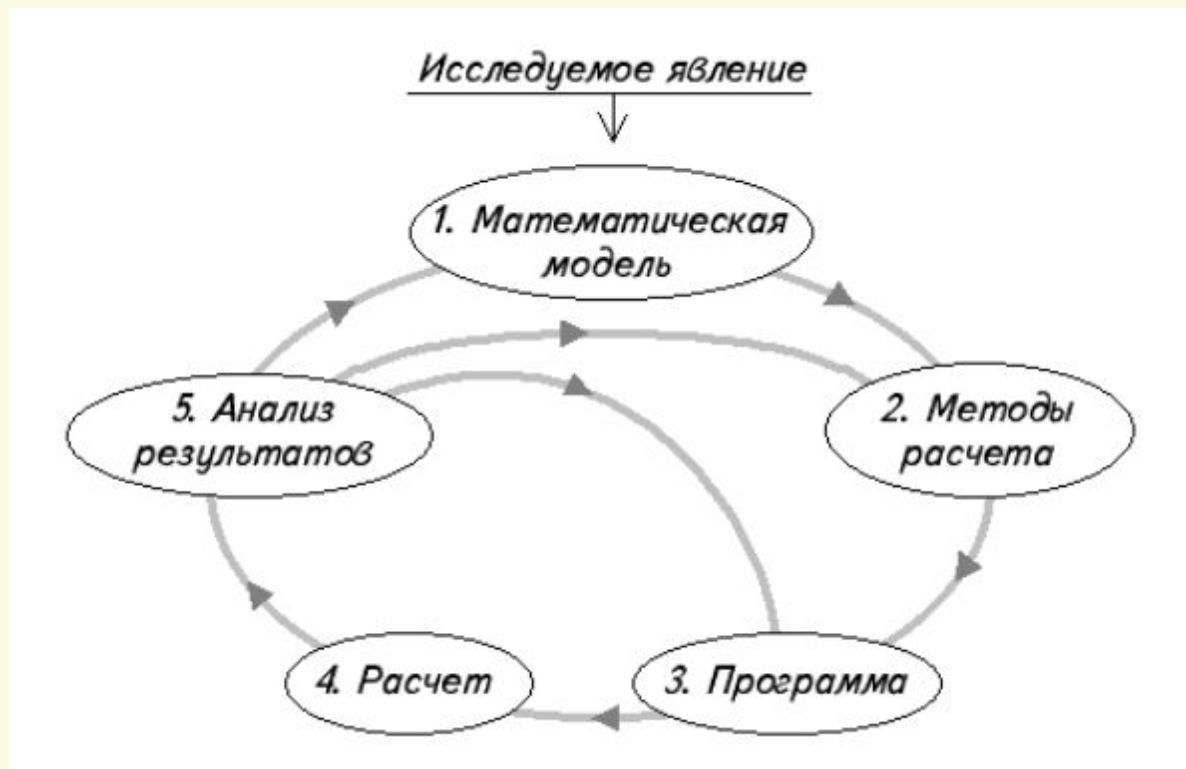 Исследуемое явление
1. Математическая
модель
5. Анализ
результатов
2. Методы
расчета
4. Расчет
3. Программа